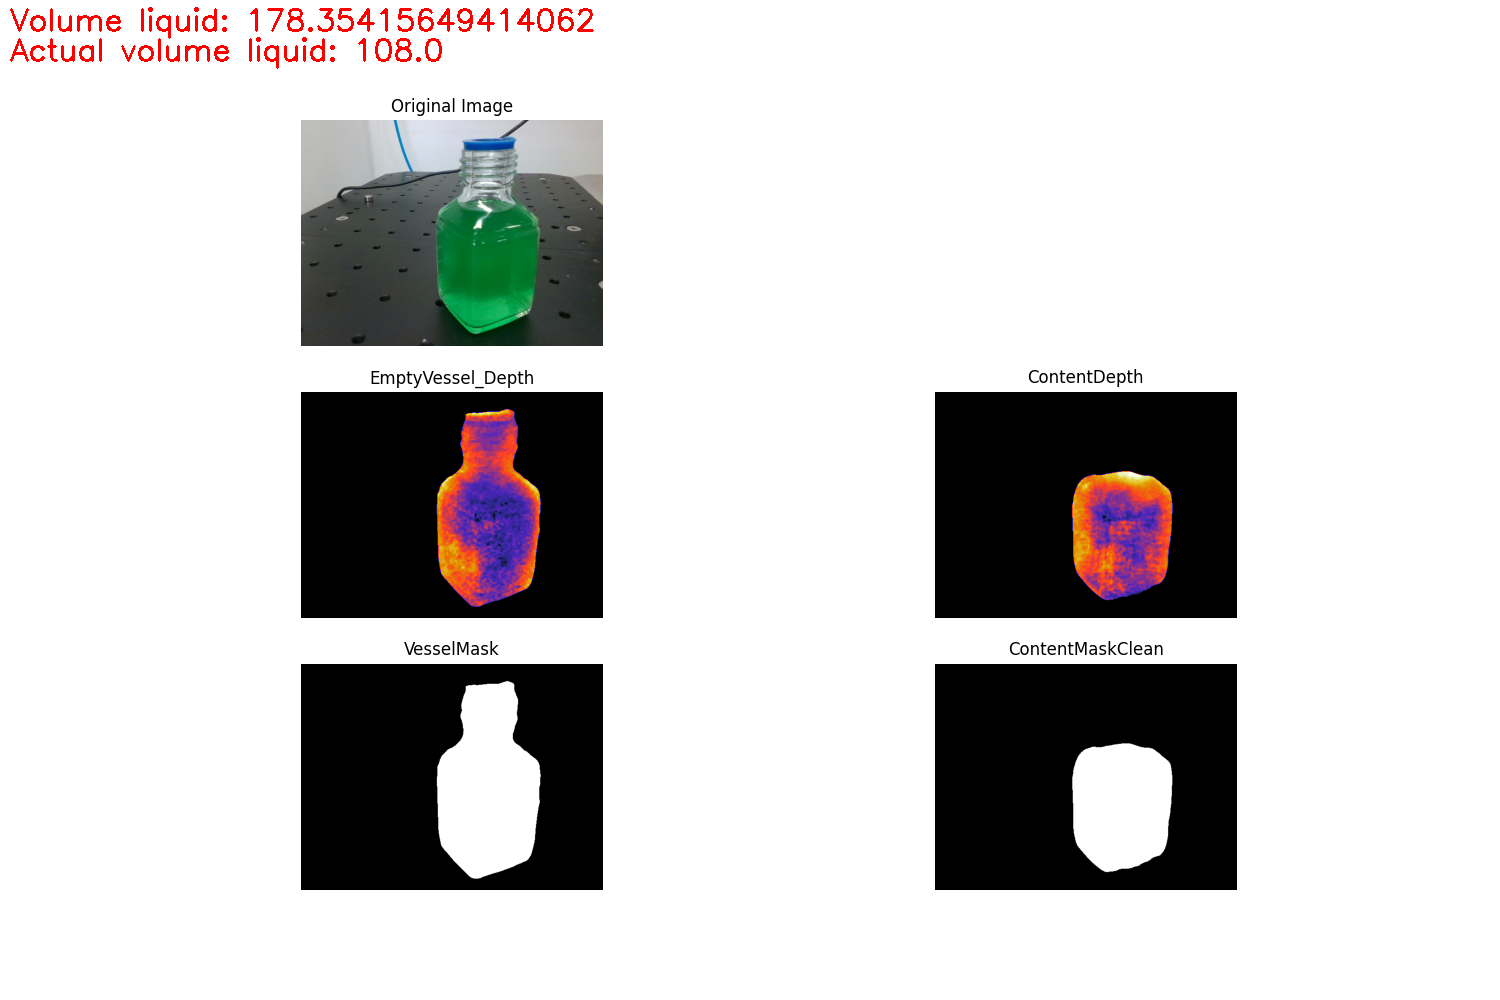 Volume liquid: 178.35415649414062
Actual volume liquid: 108.0
Original Image
EmptyVessel_Depth
ContentDepth
VesselMask
ContentMaskClean